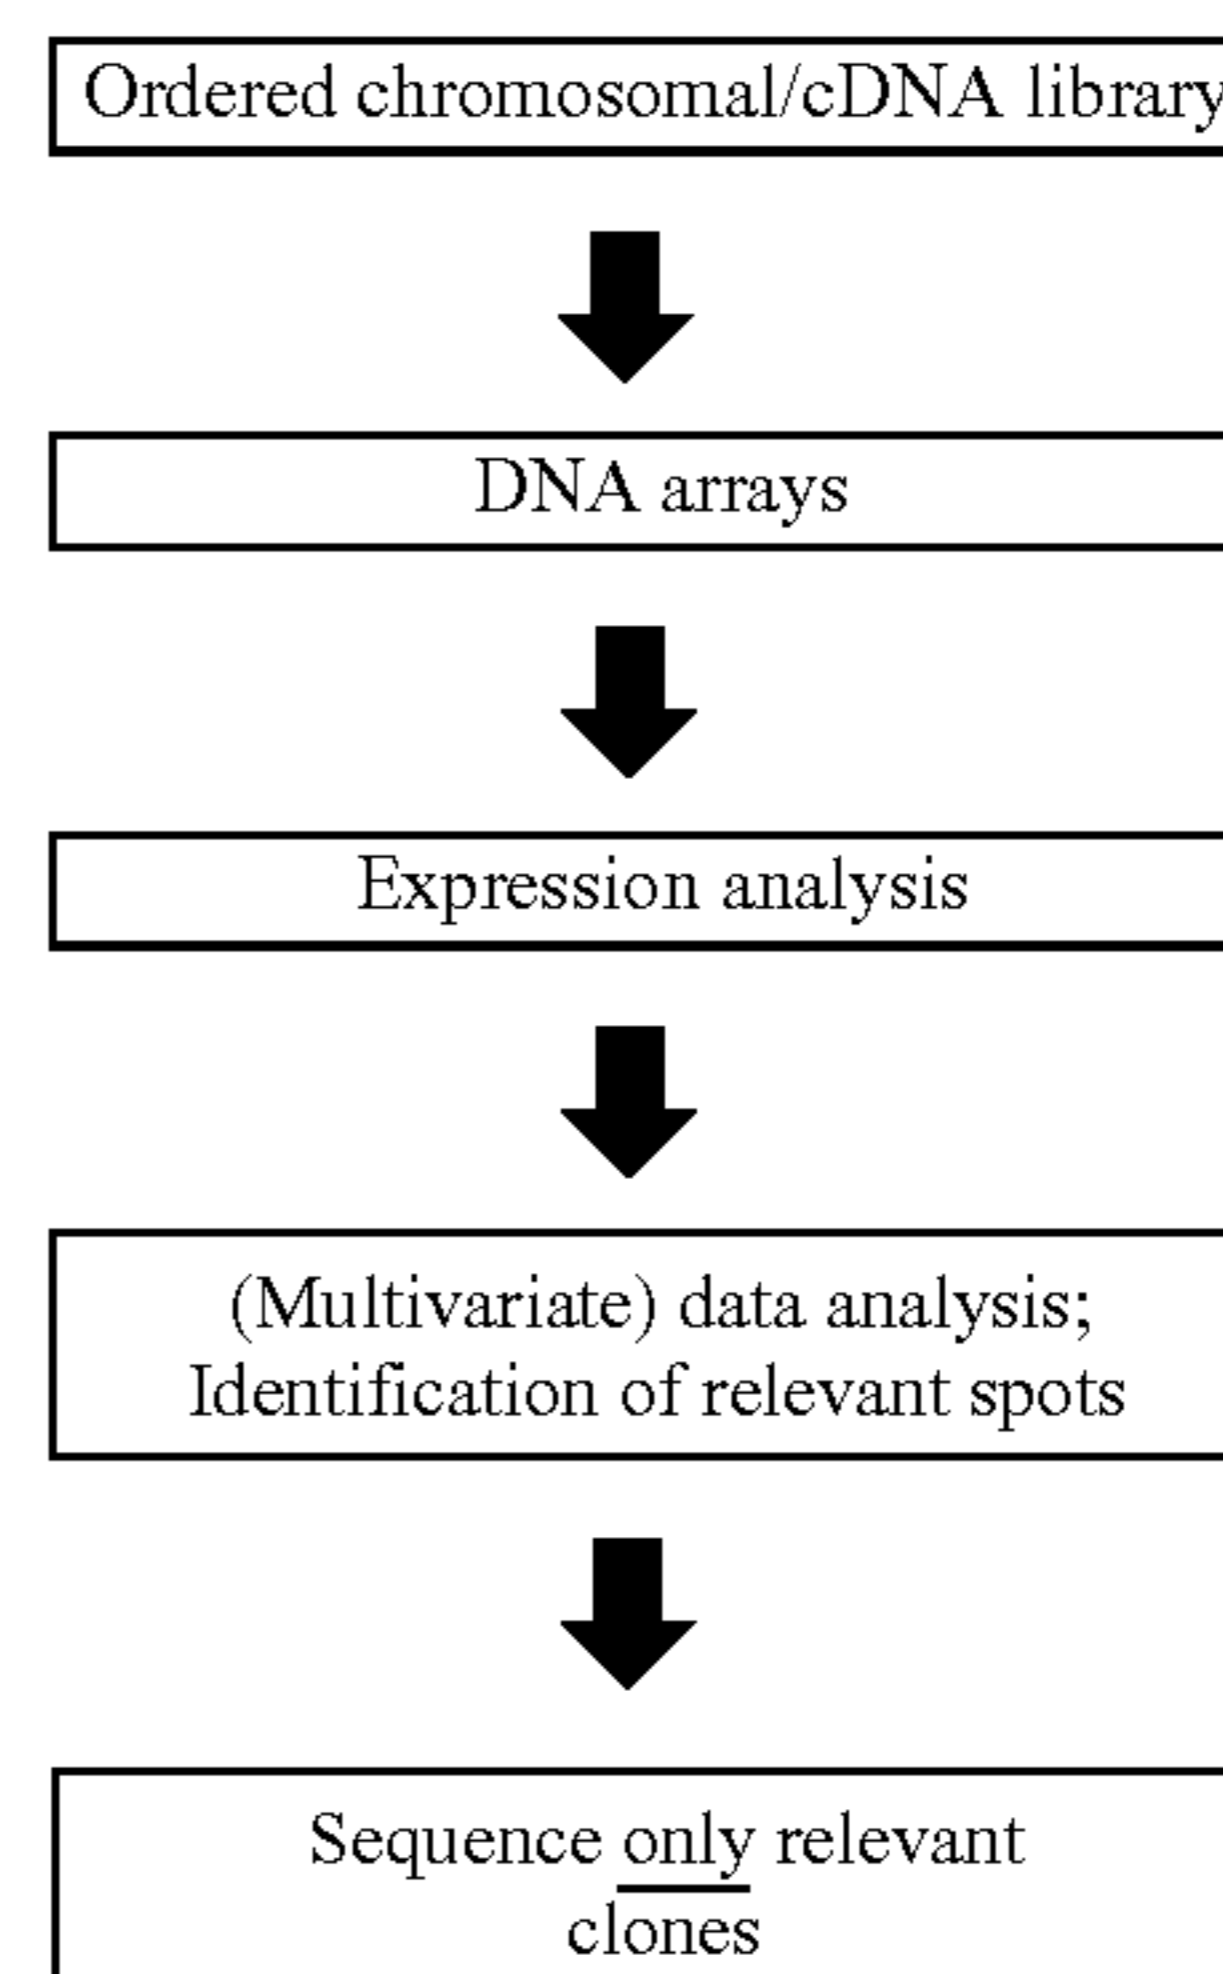 Ordered chromosomal/cDNA library
DNA arrays
Expression analysis
(Multivariate) data analysis;
Identification of relevant spots
Sequence only relevant
clones